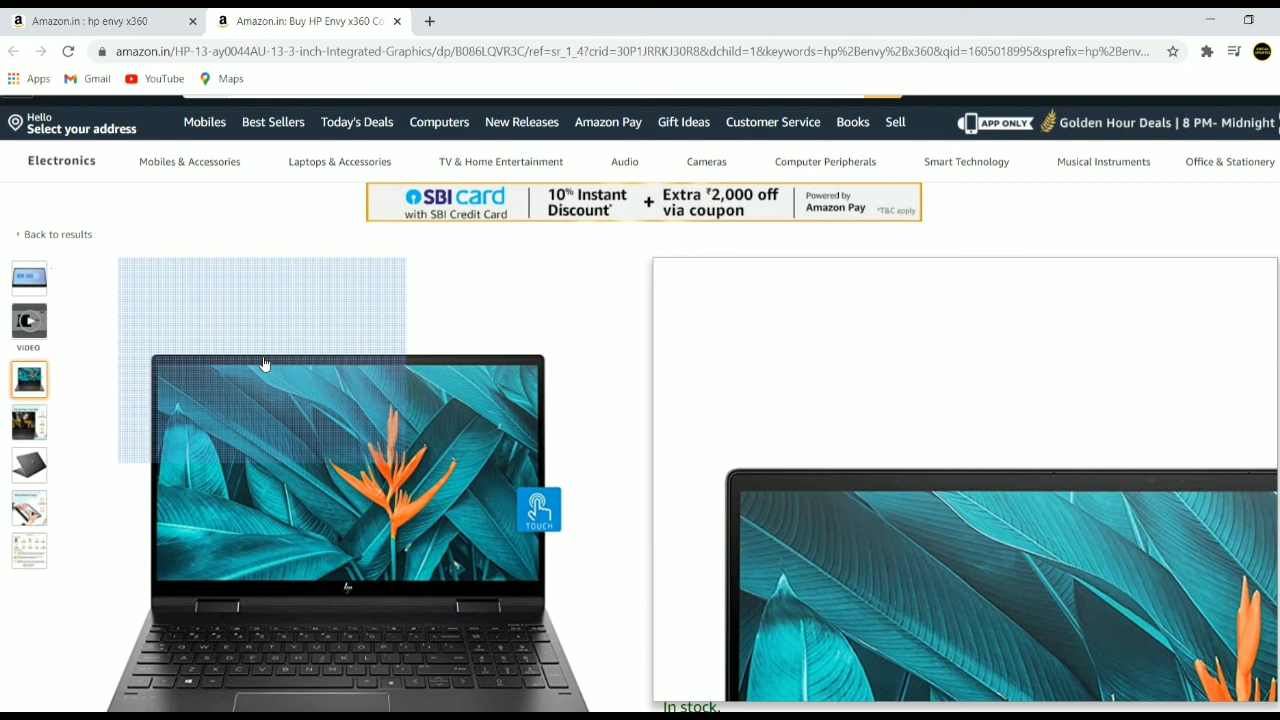 Amazon.in : hp envy x360
Amazon.in: Buy HP Envy x360 Co
amazon.in/HP-13-ay0044AU-13-3-inch-Integrated-Graphics/dp/B086LQVR3C/ref=sr_1_4?crid=30P1JRRKJ30R8&dchild=1&keywords=hp%2Benvy%2Bx360&qid=1605018995&sprefix=hp%2Benv...
Apps Gmail YouTube Maps
Hello
Select your address
Mobiles Best Sellers Today's Deals Computers New Releases Amazon Pay Gift Ideas Customer Service Books Sell
APP ONLY Golden Hour Deals | 8 PM- Midnight
Electronics Mobiles & Accessories Laptops & Accessories TV & Home Entertainment Audio Cameras Computer Peripherals Smart Technology Musical Instruments Office & Stationery
SBI card
with SBI Credit Card
10% Instant
Discount*
+ Extra ₹2,000 off
via coupon
Powered by
Amazon Pay
*T&C apply
‹ Back to results
VIDEO
TOUCH
hp
In stock.